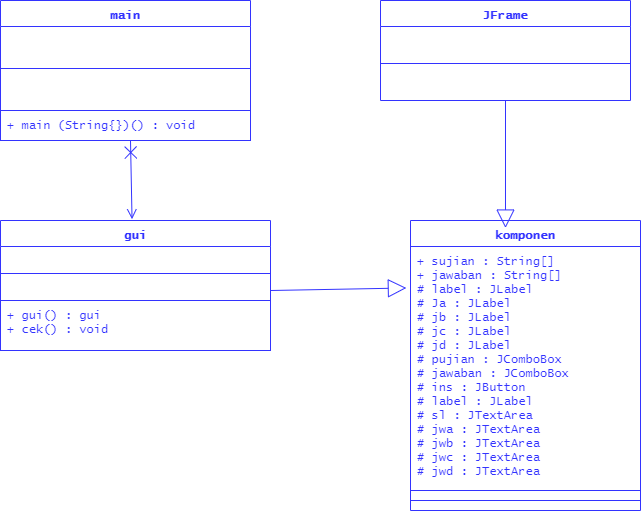 main
+ main (String{})() : void
JFrame
gui
+ gui() : gui
+ cek() : void
komponen
+ sujian : String[]
+ jawaban : String[]
# label : JLabel
# Ja : JLabel
# jb : JLabel
# jc : JLabel
# jd : JLabel
# pujian : JComboBox
# jawaban : JComboBox
# ins : JButton
# label : JLabel
# sl : JTextArea
# jwa : JTextArea
# jwb : JTextArea
# jwc : JTextArea
# jwd : JTextArea